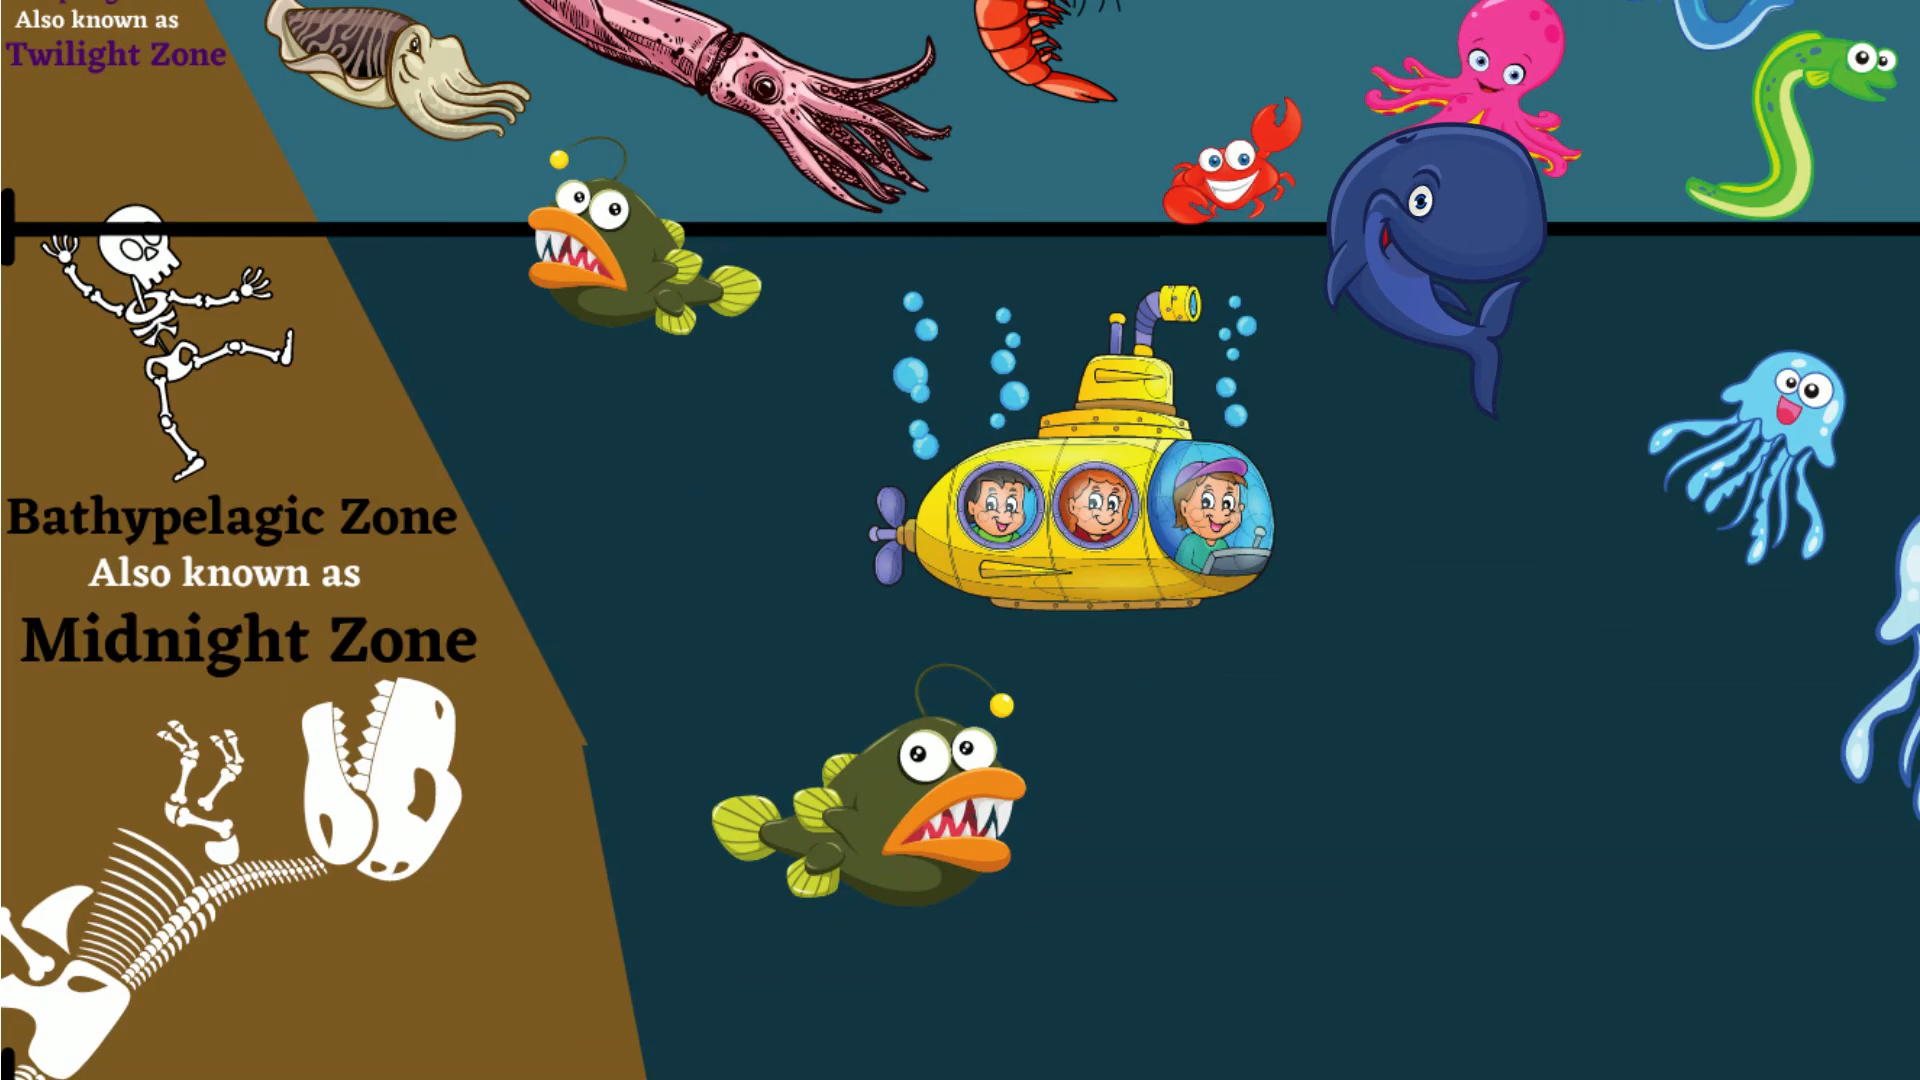 Also known as
Twilight Zone
Bathypelagic Zone
Also known as
Midnight Zone